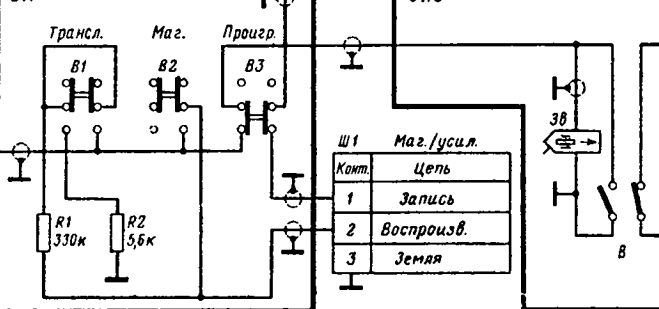 Трансл.
Маг.
Проигр.
В1
В2
В3
R1
330к
R2
5,6к
Ш1
Маг./усил.
Конт.
Цепь
1
Запись
2
Воспроизв.
3
Земля
Зв
В